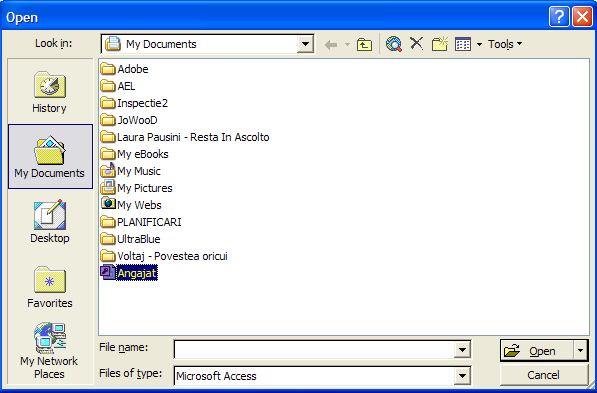 Open
Look in:
My Documents
Tools
History
My Documents
Desktop
Favorites
My Network
Places
Adobe
AEL
Inspectie2
JoWooD
Laura Pausini - Resta In Ascolto
My eBooks
My Music
My Pictures
My Webs
PLANIFICARI
UltraBlue
Voltaj - Povestea oricui
Angajat
File name:
Open
Files of type:
Microsoft Access
Cancel